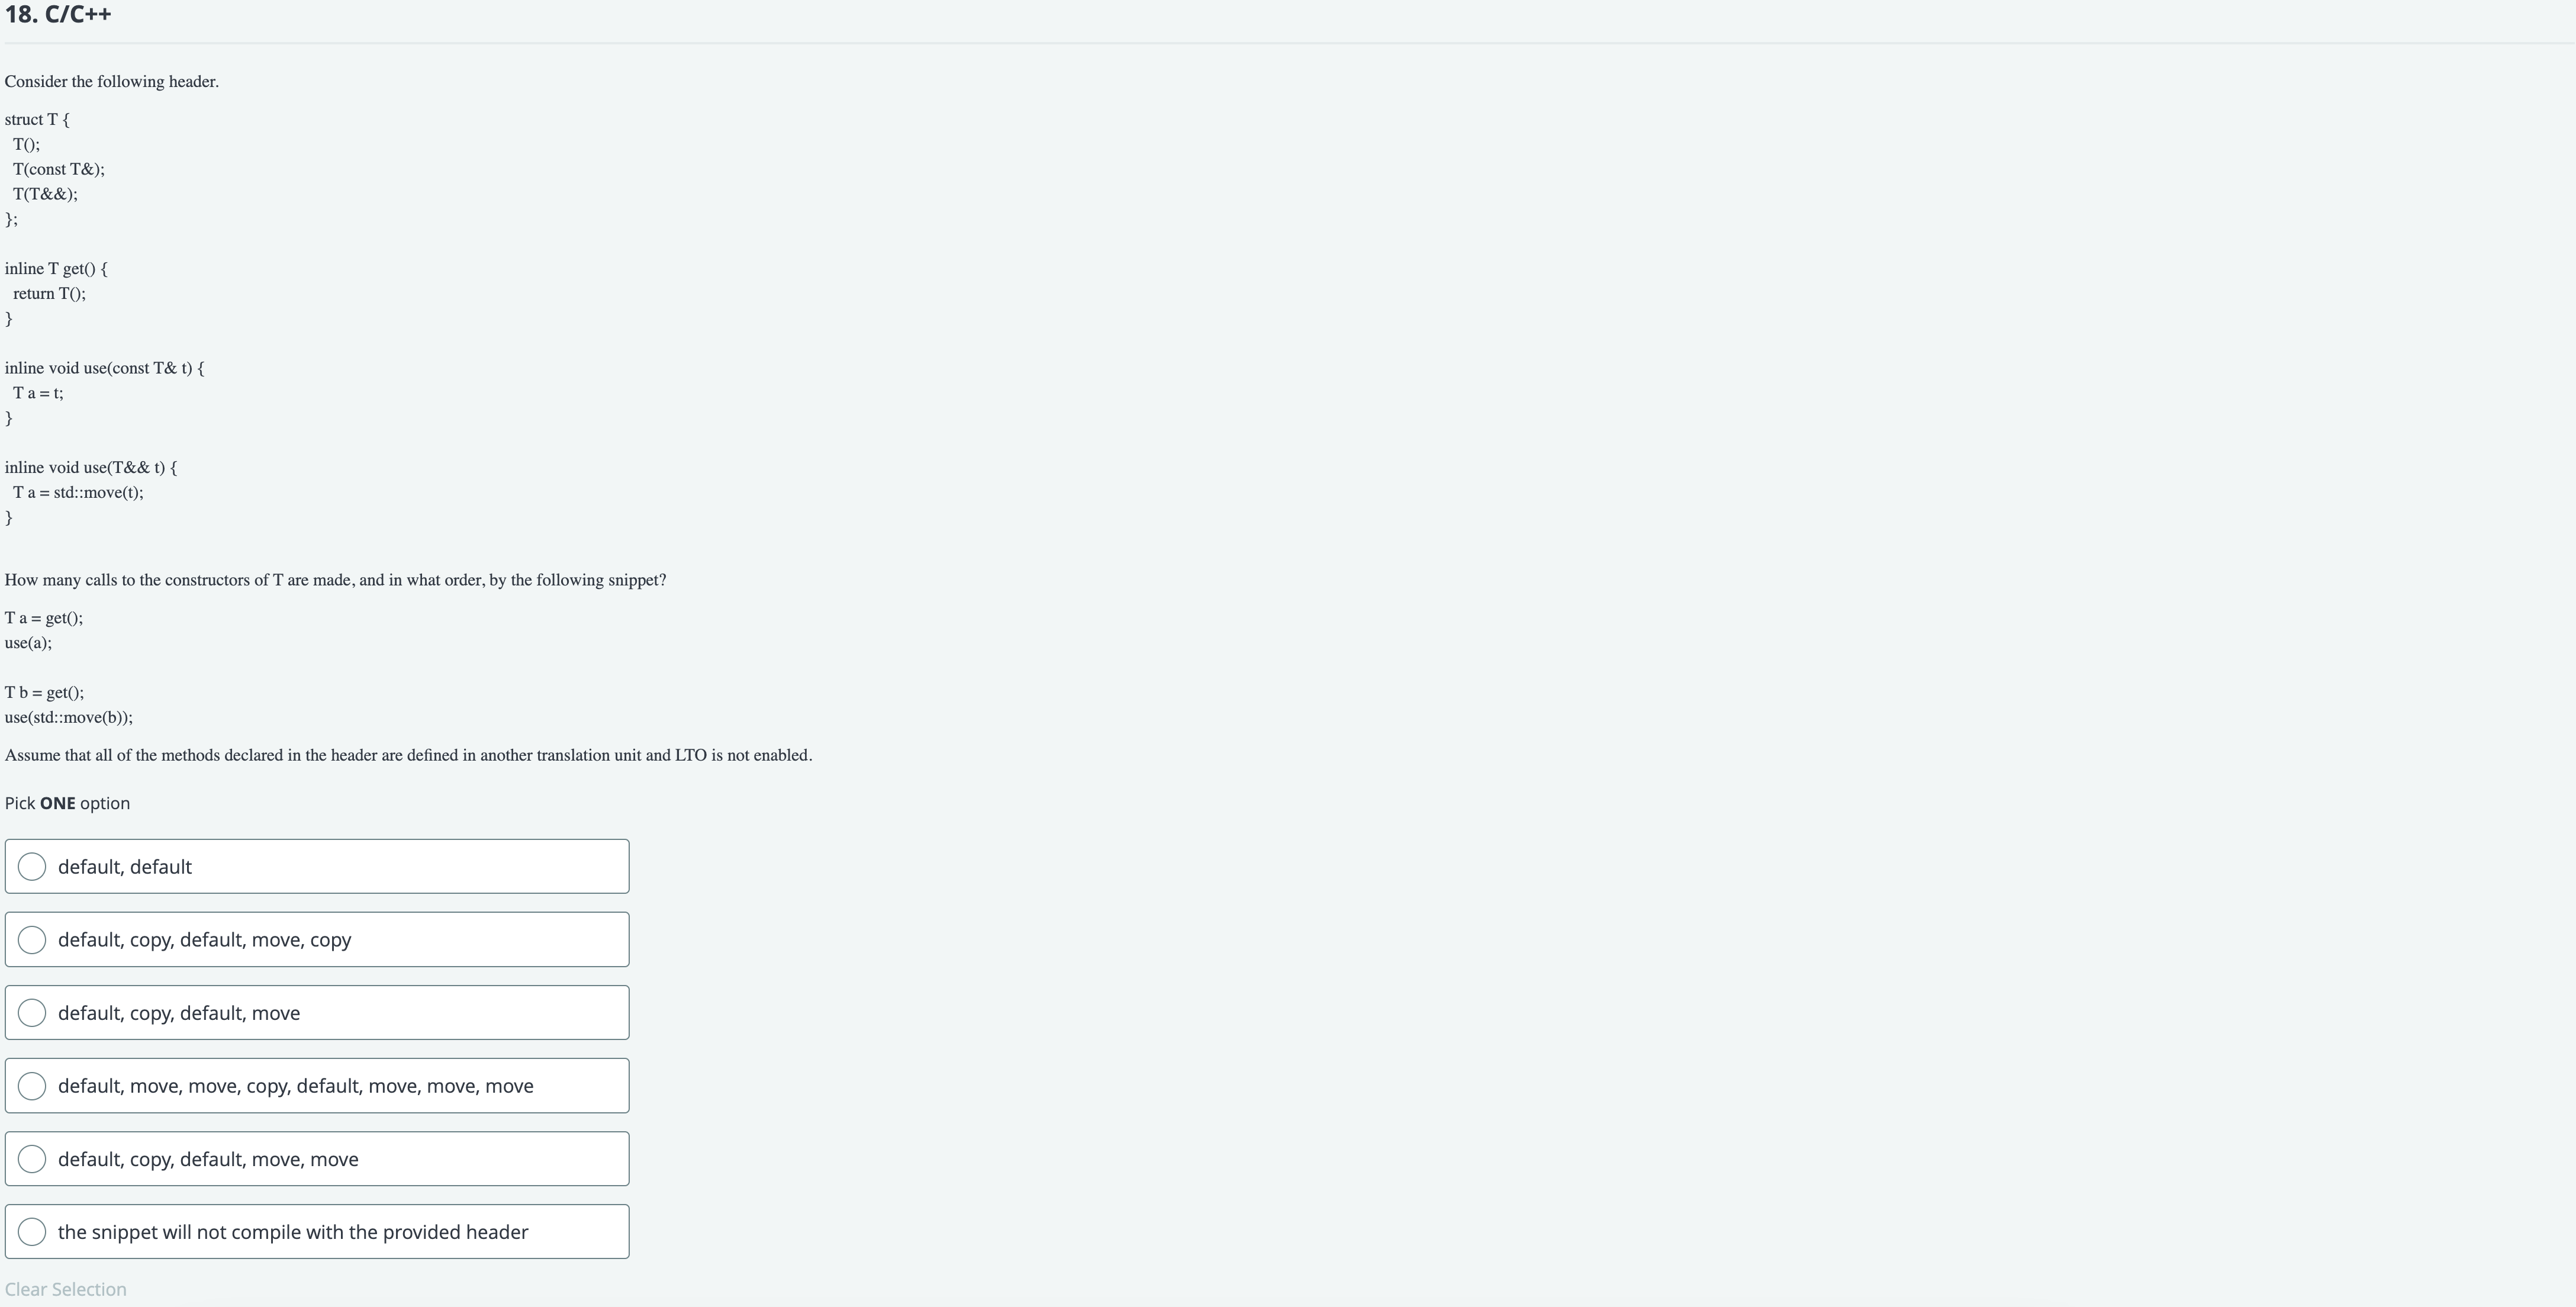 18. C/C++
Consider the following header.
struct T {
  T();
  T(const T&);
  T(T&&);
};
inline T get() {
  return T();
}
inline void use(const T& t) {
  T a = t;
}
inline void use(T&& t) {
  T a = std::move(t);
}
How many calls to the constructors of T are made, and in what order, by the following snippet?
T a = get();
use(a);
T b = get();
use(std::move(b));
Assume that all of the methods declared in the header are defined in another translation unit and LTO is not enabled.
Pick ONE option
default, default
default, copy, default, move, copy
default, copy, default, move
default, move, move, copy, default, move, move, move
default, copy, default, move, move
the snippet will not compile with the provided header
Clear Selection